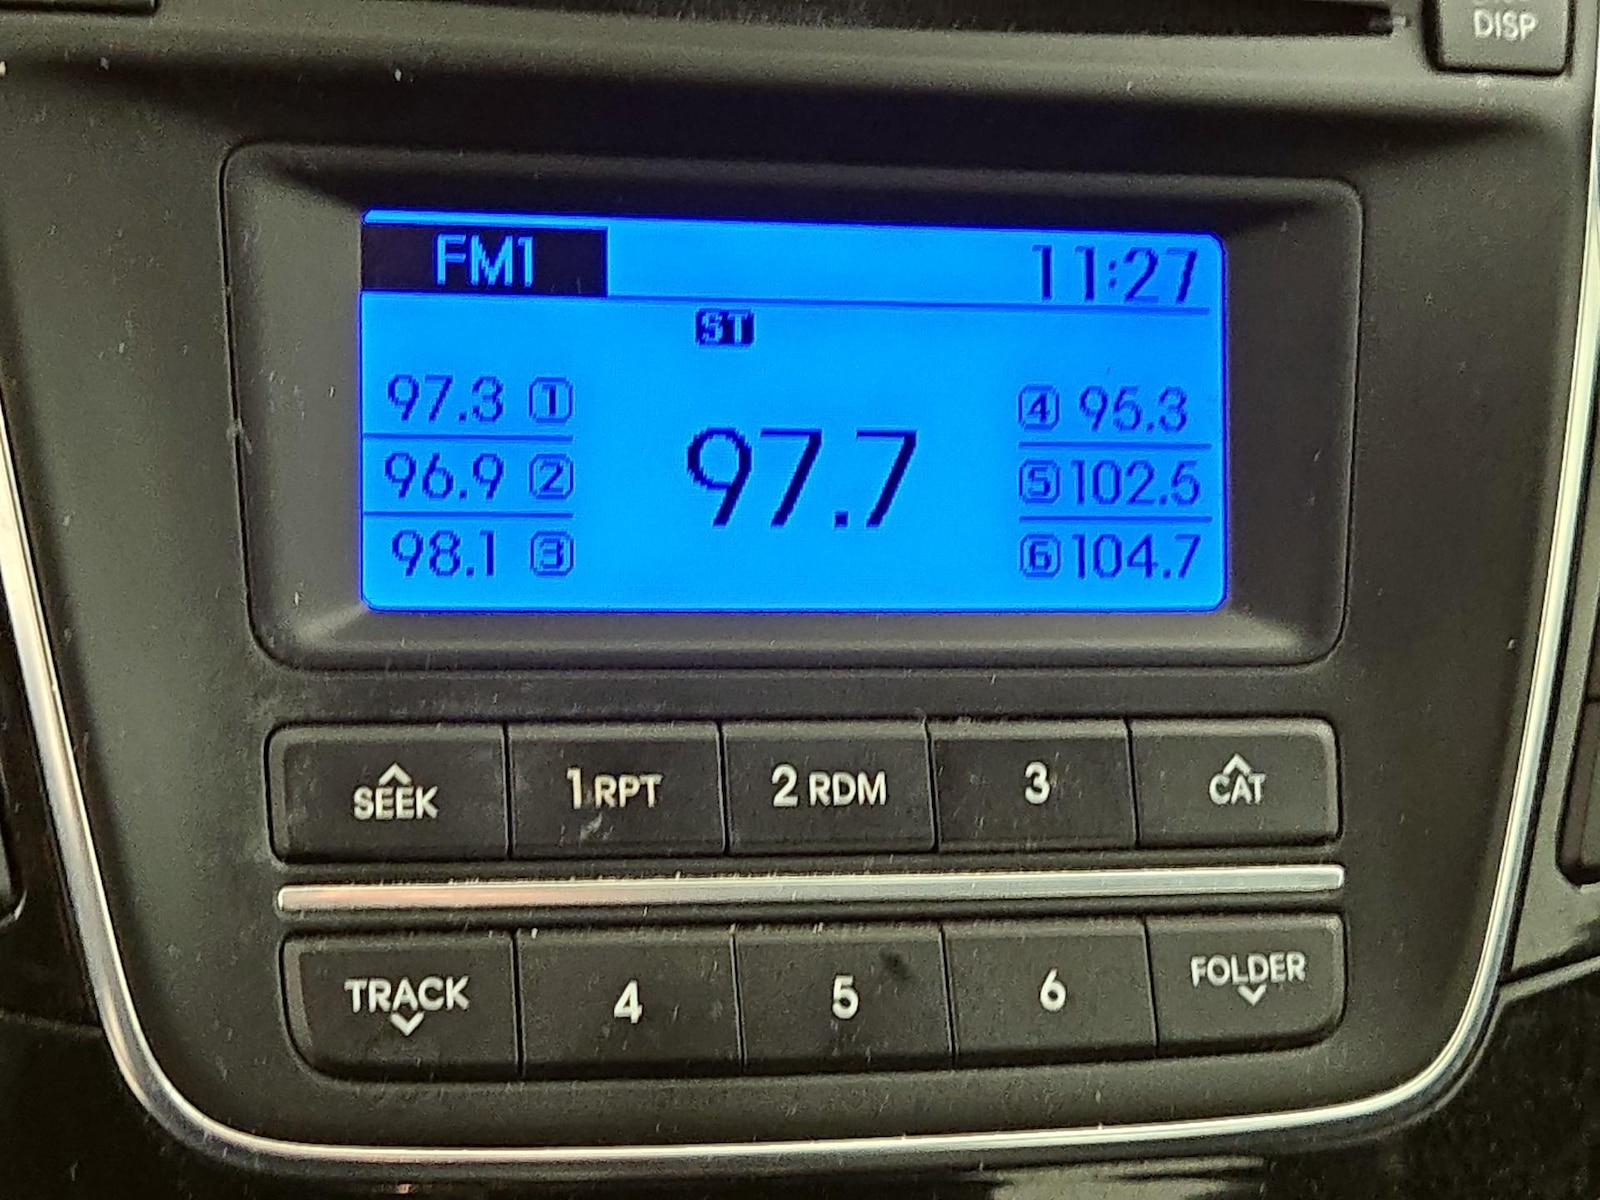 DISP
FM1 11:27
ST
97.3 1 4 95.3
97.7
96.9 2 5 102.5
98.1 3 6 104.7
SEEK 1 RPT 2 RDM 3 CAT
TRACK 4 5 6 FOLDER